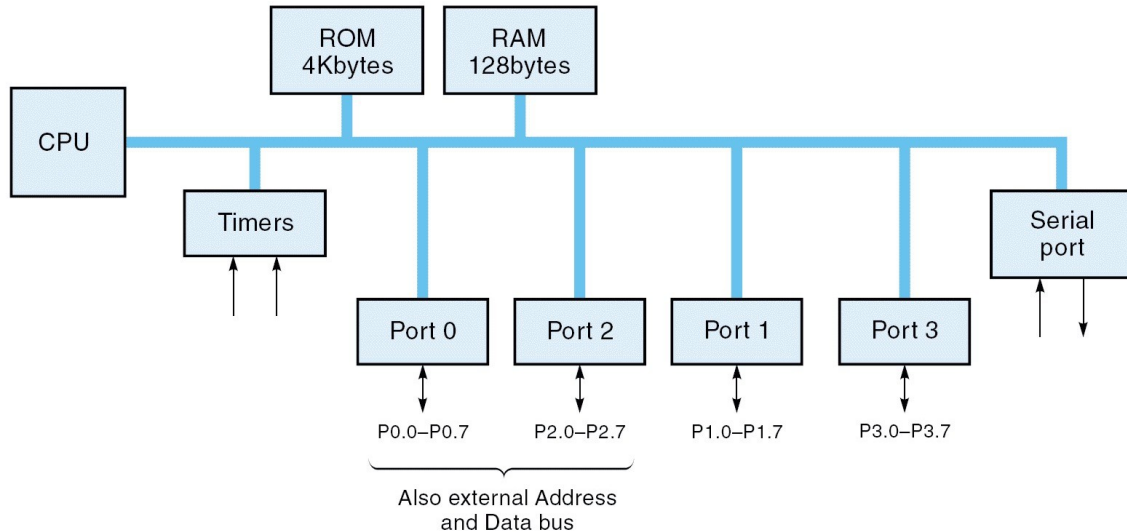 ROM
4Kbytes
RAM
128bytes
CPU
Timers
Serial
port
Port 0
Port 2
Port 1
Port 3
P0.0–P0.7
P2.0–P2.7
P1.0–P1.7
P3.0–P3.7
Also external Address
and Data bus